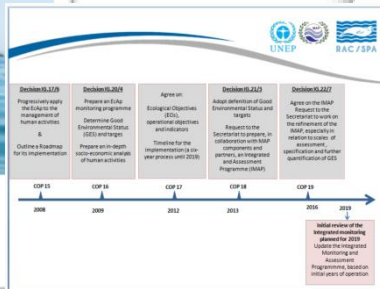 UNEP
RAC/SPA
Decision IG.17/6
Progressively apply
the EcAp to the
management of
human activities
&
Outline a Roadmap
for its implementation
Decision IG.20/4
Prepare an EcAp
monitoring programme
Determine Good
Environmental Status
(GES) and targets
Prepare an in-depth
socio-economic analysis
of human activities
Agree on:
Ecological Objectives
(EOs),
operational objectives
and indicators
Timeline for the
implementation (a six-
year process until 2019)
Decision IG.21/3
Adopt definition of Good
Environmental Status
and targets
Request to the
Secretariat to prepare, in
collaboration with MAP
components and
partners, an Integrated
and Assessment
Programme (IMAP)
Decision IG.22/7
Agree on the IMAP
Request to the
Secretariat to work on
the refinement of the
IMAP, especially in
relation to scales of
assessment,
specification and further
quantification of GES
COP 15
COP 16
COP 17
COP 18
COP 19
2008
2009
2012
2013
2016
2019
Initial review of the
Integrated monitoring
planned for 2019
Update the Integrated
Monitoring and
Assessment
Programme, based on
initial years of operation